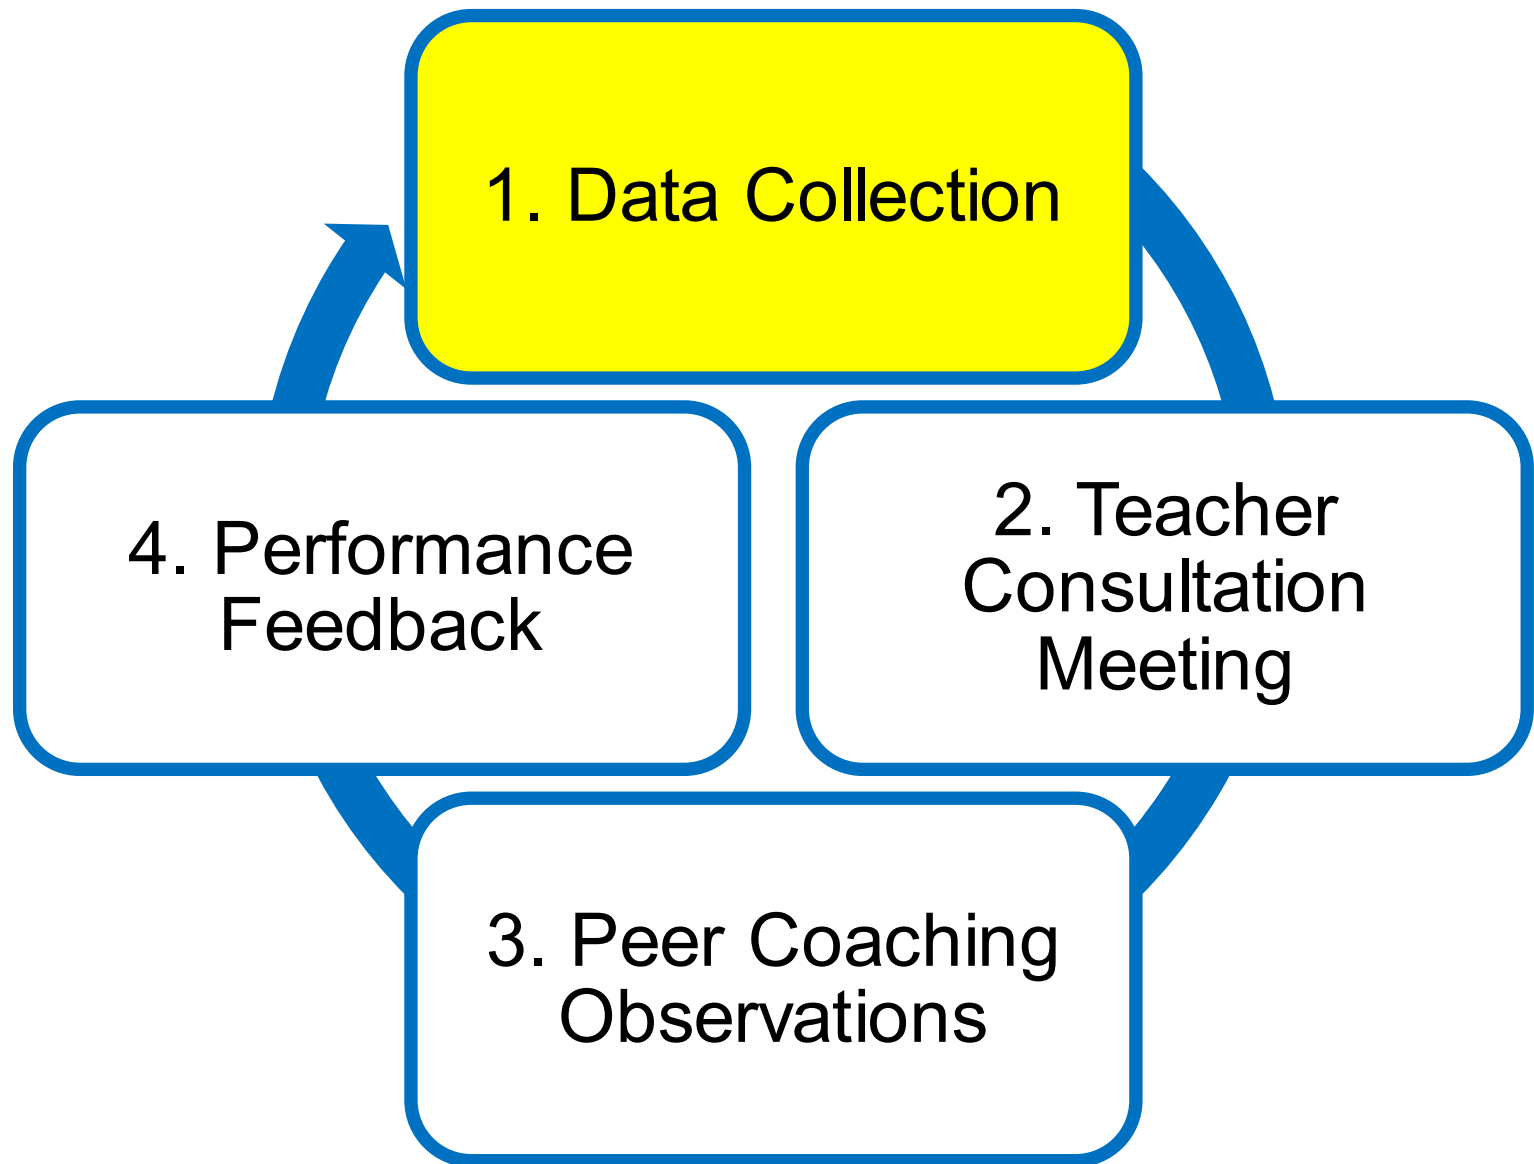 1. Data Collection
2. Teacher
Consultation
Meeting
3. Peer Coaching
Observations
4. Performance
Feedback